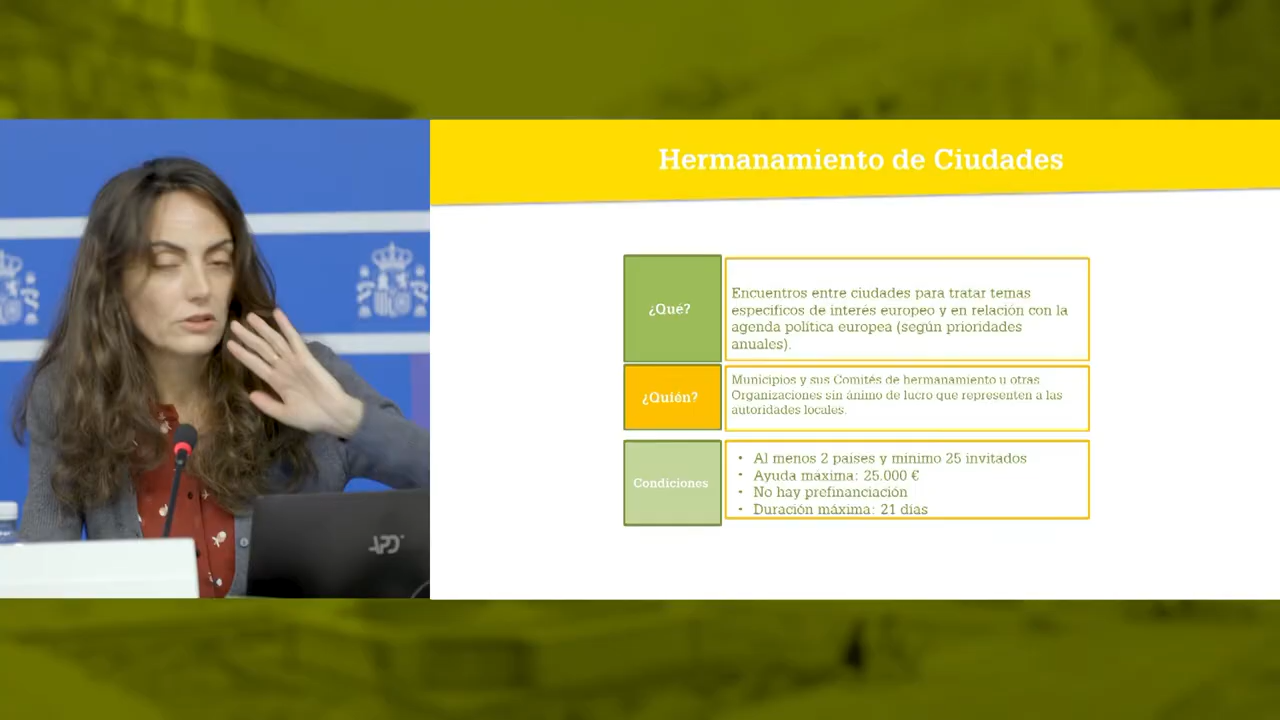 Hermanamiento de Ciudades
¿Qué?
Encuentros entre ciudades para tratar temas
específicos de interés europeo y en relación con la
agenda política europea (según prioridades
anuales).
¿Quién?
Municipios y sus Comités de hermanamiento u otras
Organizaciones sin ánimo de lucro que representen a las
autoridades locales.
Condiciones
• Al menos 2 países y mínimo 25 invitados
• Ayuda máxima: 25.000 €
• No hay prefinanciación
• Duración máxima: 21 días
APD